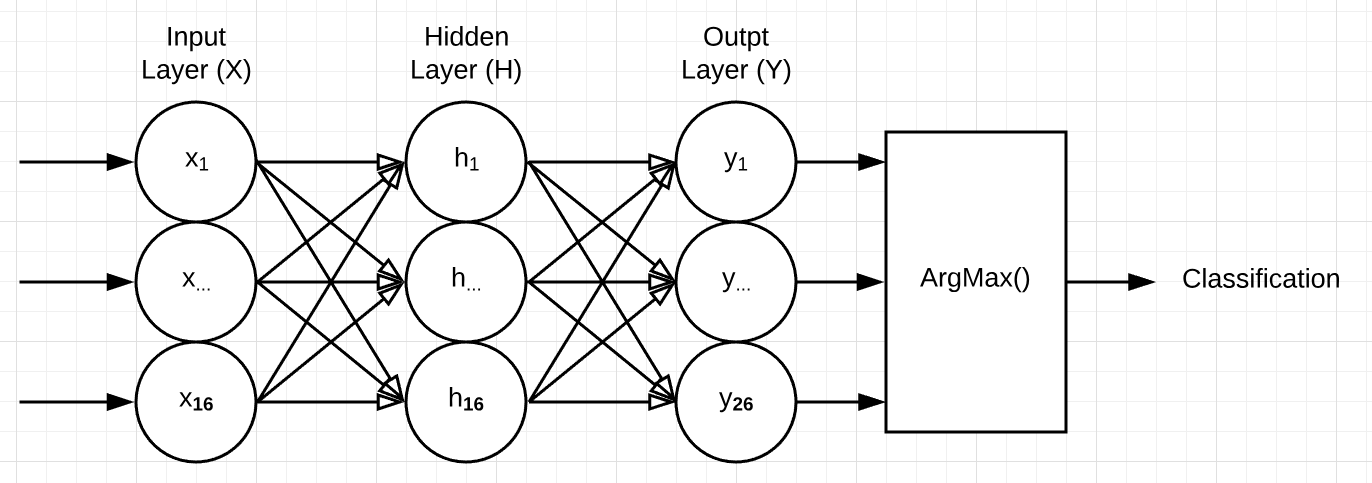 Input
Layer (X)
Hidden
Layer (H)
Outpt
Layer (Y)
x1
h1
y1
x...
h...
y...
ArgMax()
Classification
x16
h16
y26